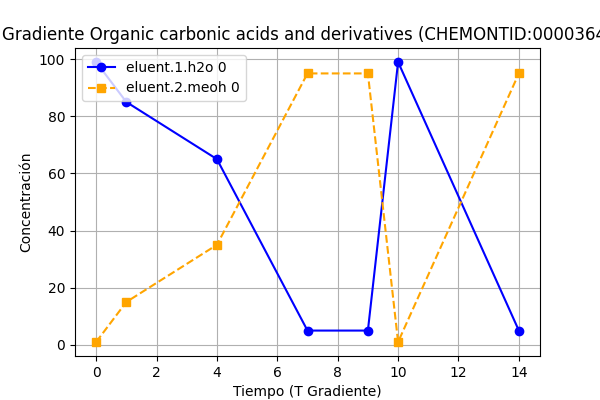 Gradiente Organic carbonic acids and derivatives (CHEMONTID:0000364
eluent.1.h2o 0
eluent.2.meoh 0
Concentración
100
80
60
40
20
0
0 2 4 6 8 10 12 14
Tiempo (T Gradiente)